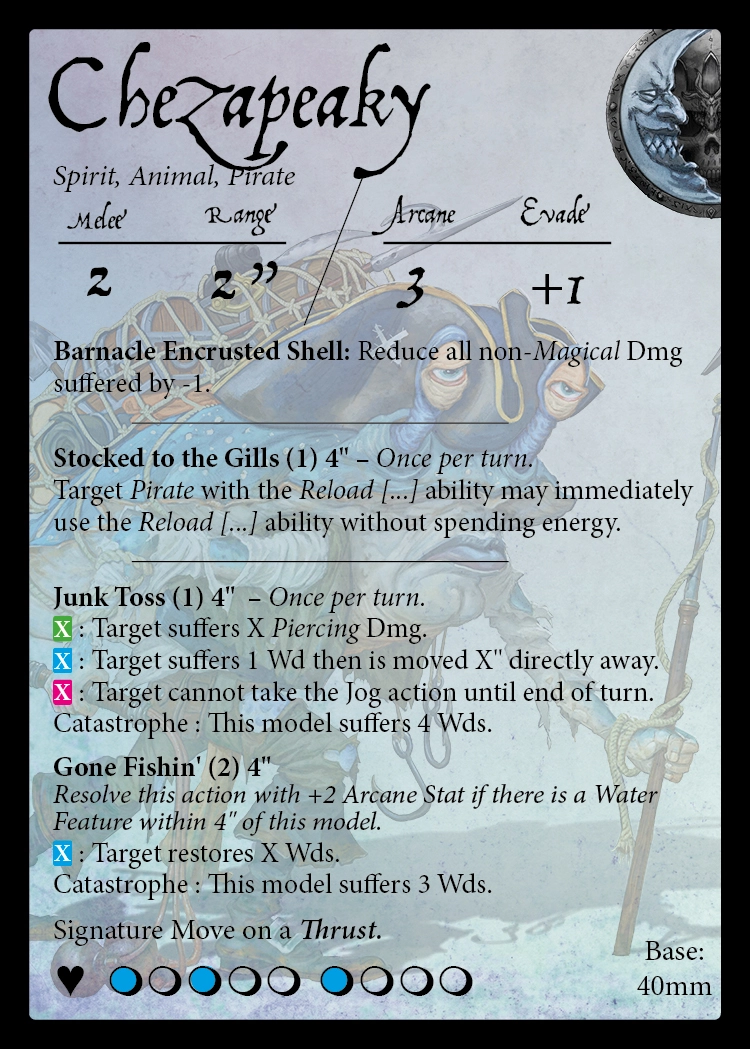 Chezapeaky
Spirit, Animal, Pirate
Melee Range Arcane Evade
2 2” 3 +1
Barnacle Encrusted Shell: Reduce all non-Magical Dmg
suffered by -1.
Stocked to the Gills (1) 4" – Once per turn.
Target Pirate with the Reload [...] ability may immediately
use the Reload [...] ability without spending energy.
Junk Toss (1) 4" – Once per turn.
X : Target suffers X Piercing Dmg.
X : Target suffers 1 Wd then is moved X" directly away.
X : Target cannot take the Jog action until end of turn.
Catastrophe : This model suffers 4 Wds.
Gone Fishin' (2) 4"
Resolve this action with +2 Arcane Stat if there is a Water
Feature within 4" of this model.
X : Target restores X Wds.
Catastrophe : This model suffers 3 Wds.
Signature Move on a Thrust.
Base:
40mm